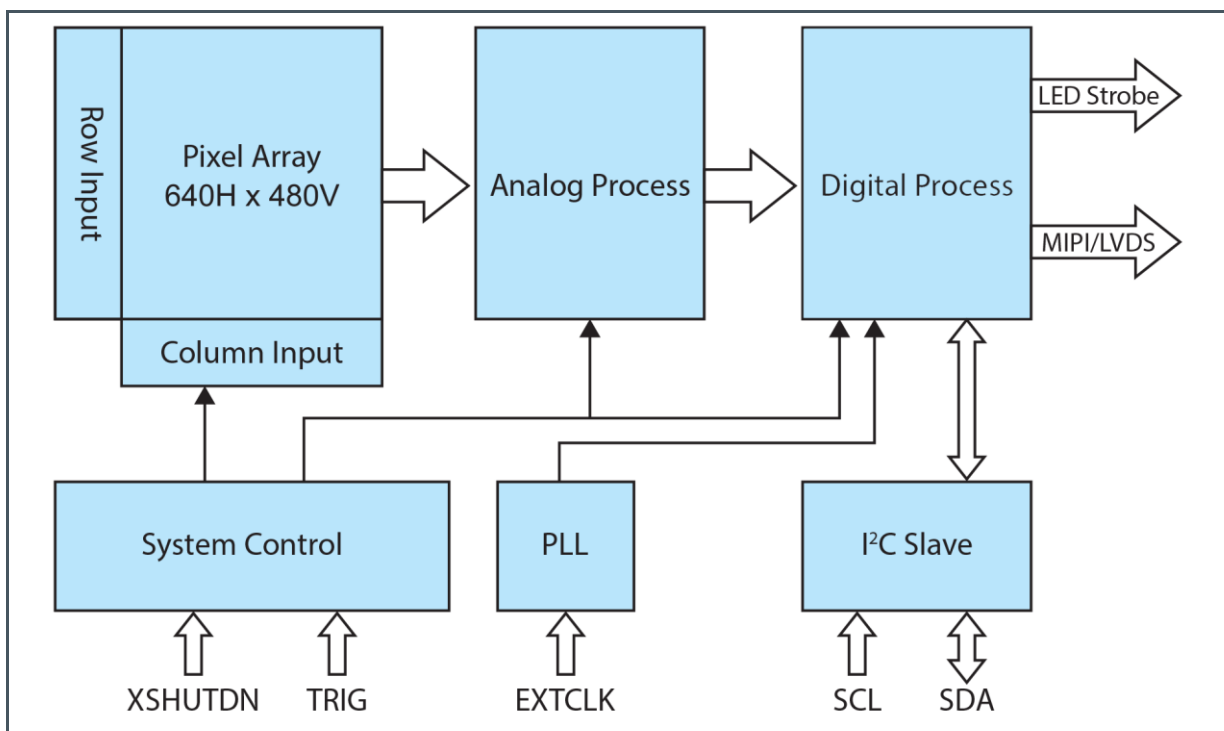 Row Input
Pixel Array
640H x 480V
Analog Process
Digital Process
LED Strobe
MIPI/LVDS
Column Input
System Control
PLL
I²C Slave
XSHUTDN
TRIG
EXTCLK
SCL
SDA